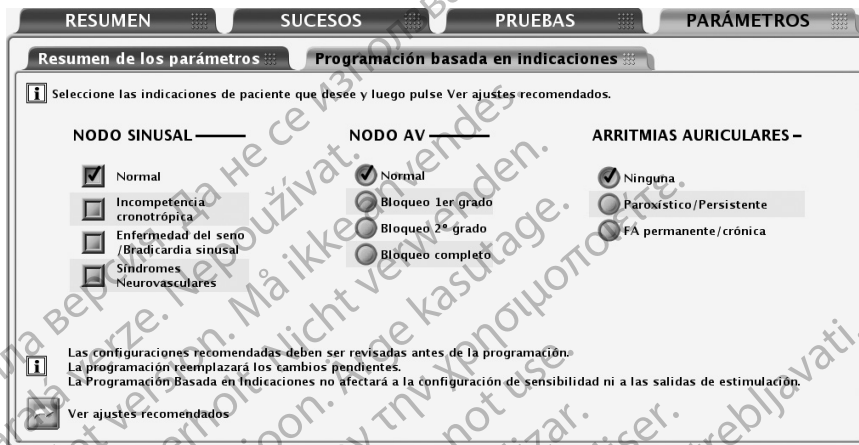 RESUMEN
SUCESOS
PRUEBAS
PARÁMETROS
Resumen de los parámetros
Programación basada en indicaciones
Seleccione las indicaciones de paciente que desee y luego pulse Ver ajustes recomendados.
NODO SINUSAL
Normal
Incompetencia
cronotrópica
Enfermedad del seno
/Bradicardia sinusal
Síndromes
Neurovasculares
NODO AV
Normal
Bloqueo 1er grado
Bloqueo 2º grado
Bloqueo completo
ARRITMIAS AURICULARES
Ninguna
Paroxístico/Persistente
FA permanente/crónica
Las configuraciones recomendadas deben ser revisadas antes de la programación.
La programación reemplazará los cambios pendientes.
La Programación Basada en Indicaciones no afectará a la configuración de sensibilidad ni a las salidas de estimulación.
Ver ajustes recomendados